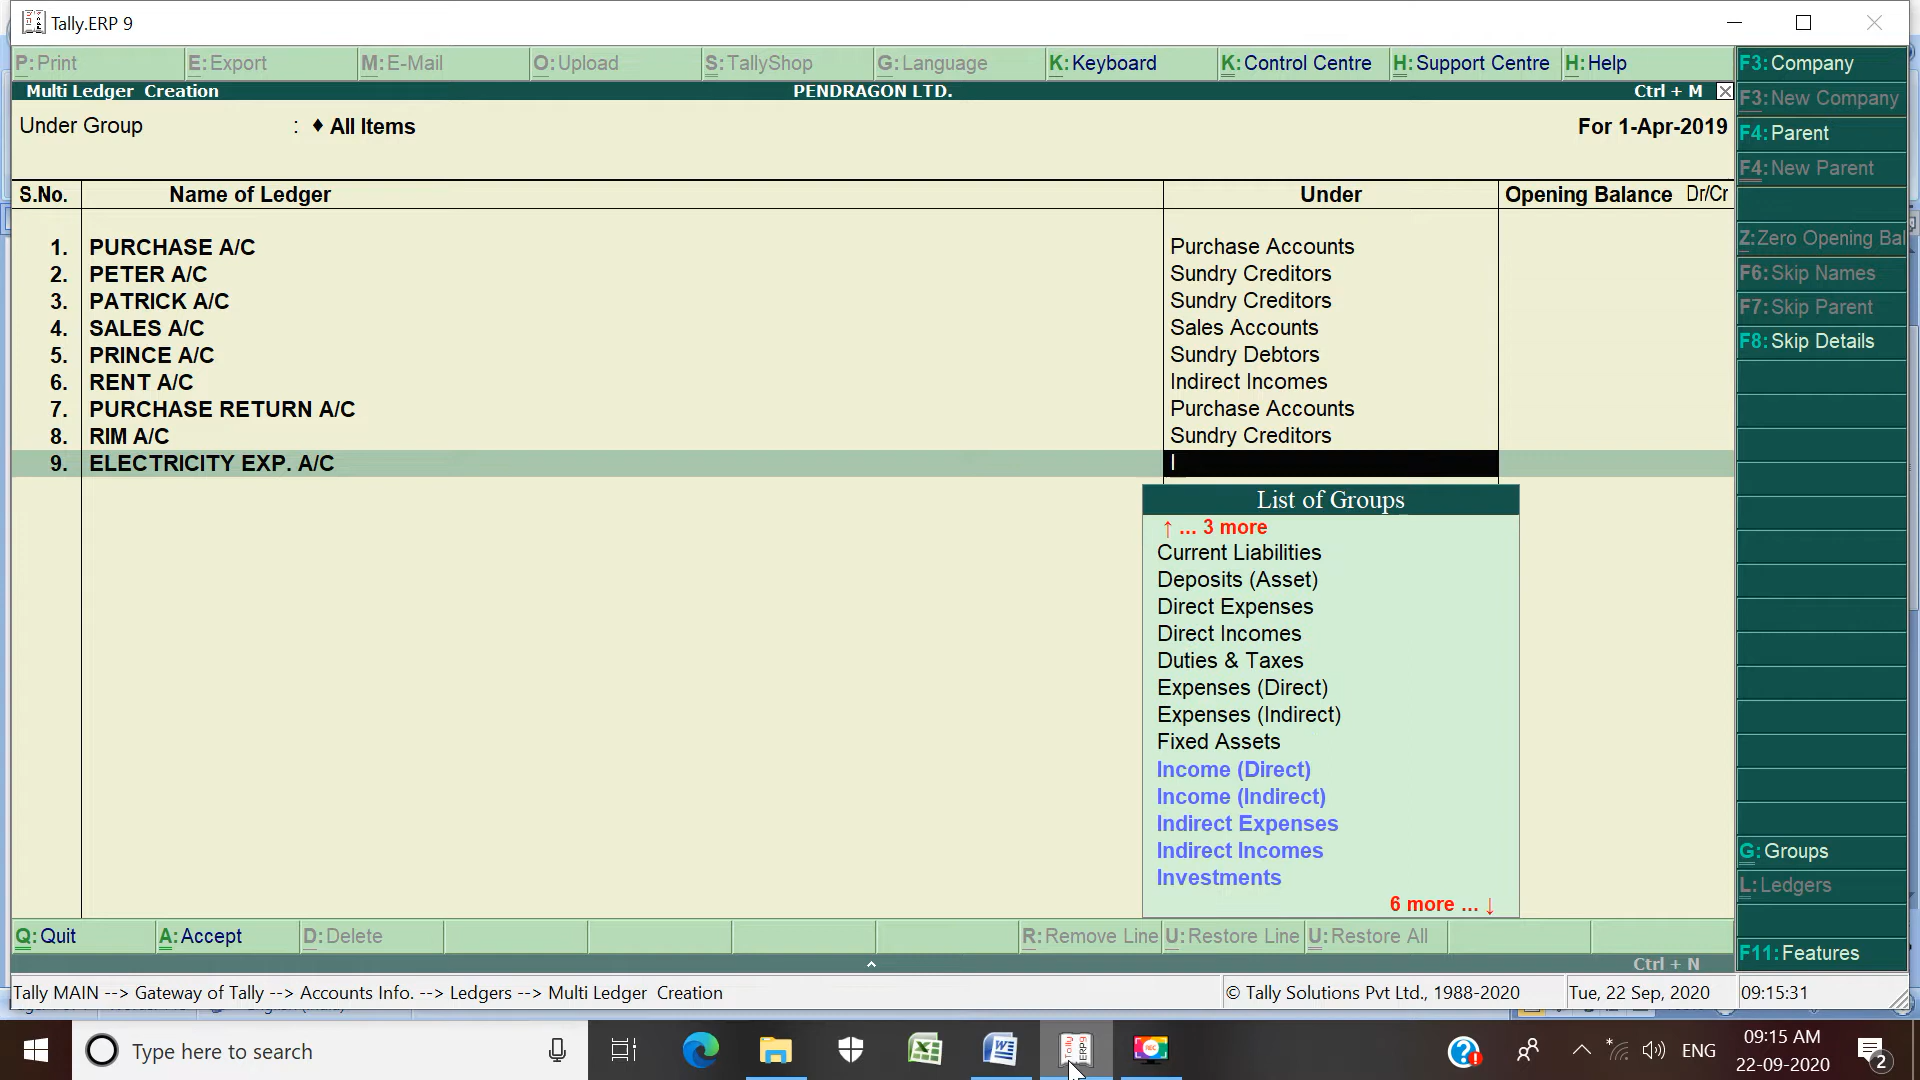 Tally.ERP 9
P:Print E:Export M:E-Mail O:Upload S:TallyShop G:Language K:Keyboard K:Control Centre H:Support Centre H:Help
Multi Ledger Creation PENDRAGON LTD. Ctrl + M
Under Group : ♦ All Items For 1-Apr-2019
S.No. Name of Ledger Under Opening Balance Dr/Cr
1. PURCHASE A/C Purchase Accounts
2. PETER A/C Sundry Creditors
3. PATRICK A/C Sundry Creditors
4. SALES A/C Sales Accounts
5. PRINCE A/C Sundry Debtors
6. RENT A/C Indirect Incomes
7. PURCHASE RETURN A/C Purchase Accounts
8. RIM A/C Sundry Creditors
9. ELECTRICITY EXP. A/C I
List of Groups
↑ ... 3 more
Current Liabilities
Deposits (Asset)
Direct Expenses
Direct Incomes
Duties & Taxes
Expenses (Direct)
Expenses (Indirect)
Fixed Assets
Income (Direct)
Income (Indirect)
Indirect Expenses
Indirect Incomes
Investments
6 more ... ↓
F3:Company
F3:New Company
F4:Parent
F4:New Parent
Z:Zero Opening Bal
F6:Skip Names
F7:Skip Parent
F8:Skip Details
G:Groups
L:Ledgers
F11:Features
Q:Quit A:Accept D:Delete R:Remove Line U:Restore Line U:Restore All
Ctrl + N
Tally MAIN --> Gateway of Tally --> Accounts Info. --> Ledgers --> Multi Ledger Creation © Tally Solutions Pvt Ltd., 1988-2020 Tue, 22 Sep, 2020 09:15:31
Type here to search
ENG
09:15 AM
22-09-2020
2